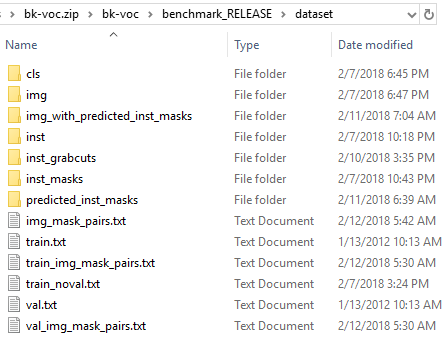 bk-voc.zip > bk-voc > benchmark_RELEASE > dataset
Name Type Date modified
cls File folder 2/7/2018 6:45 PM
img File folder 2/7/2018 6:47 PM
img_with_predicted_inst_masks File folder 2/11/2018 7:04 AM
inst File folder 2/7/2018 10:18 PM
inst_grabcuts File folder 2/10/2018 3:35 PM
inst_masks File folder 2/7/2018 10:43 PM
predicted_inst_masks File folder 2/11/2018 6:39 AM
img_mask_pairs.txt Text Document 2/12/2018 5:42 AM
train.txt Text Document 1/13/2012 10:13 AM
train_img_mask_pairs.txt Text Document 2/12/2018 5:30 AM
train_noval.txt Text Document 2/7/2018 3:24 PM
val.txt Text Document 1/13/2012 10:13 AM
val_img_mask_pairs.txt Text Document 2/12/2018 5:30 AM